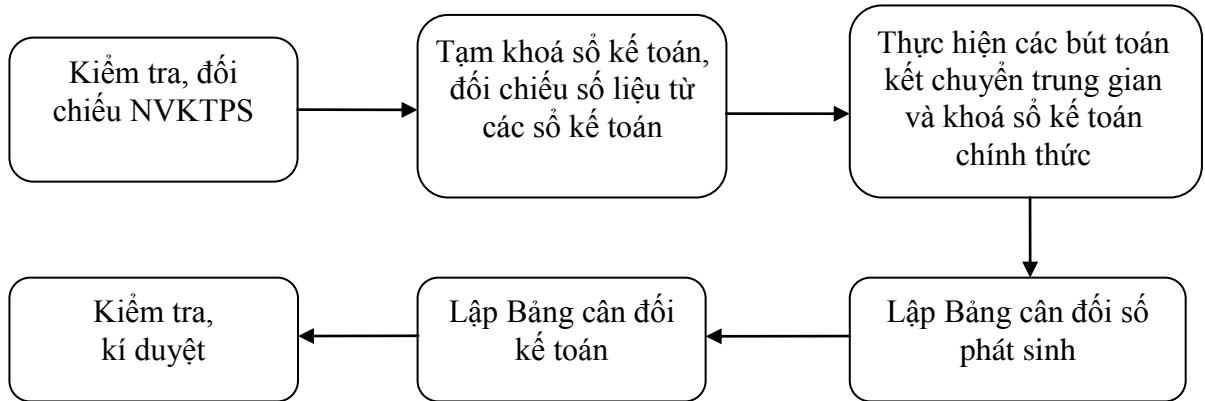 Kiểm tra, đối
chiếu NVKTPS
Tạm khoá sổ kế toán,
đối chiếu số liệu từ
các sổ kế toán
Thực hiện các bút toán
kết chuyển trung gian
và khoá sổ kế toán
chính thức
Lập Bảng cân đối số
phát sinh
Lập Bảng cân đối
kế toán
Kiểm tra,
kí duyệt